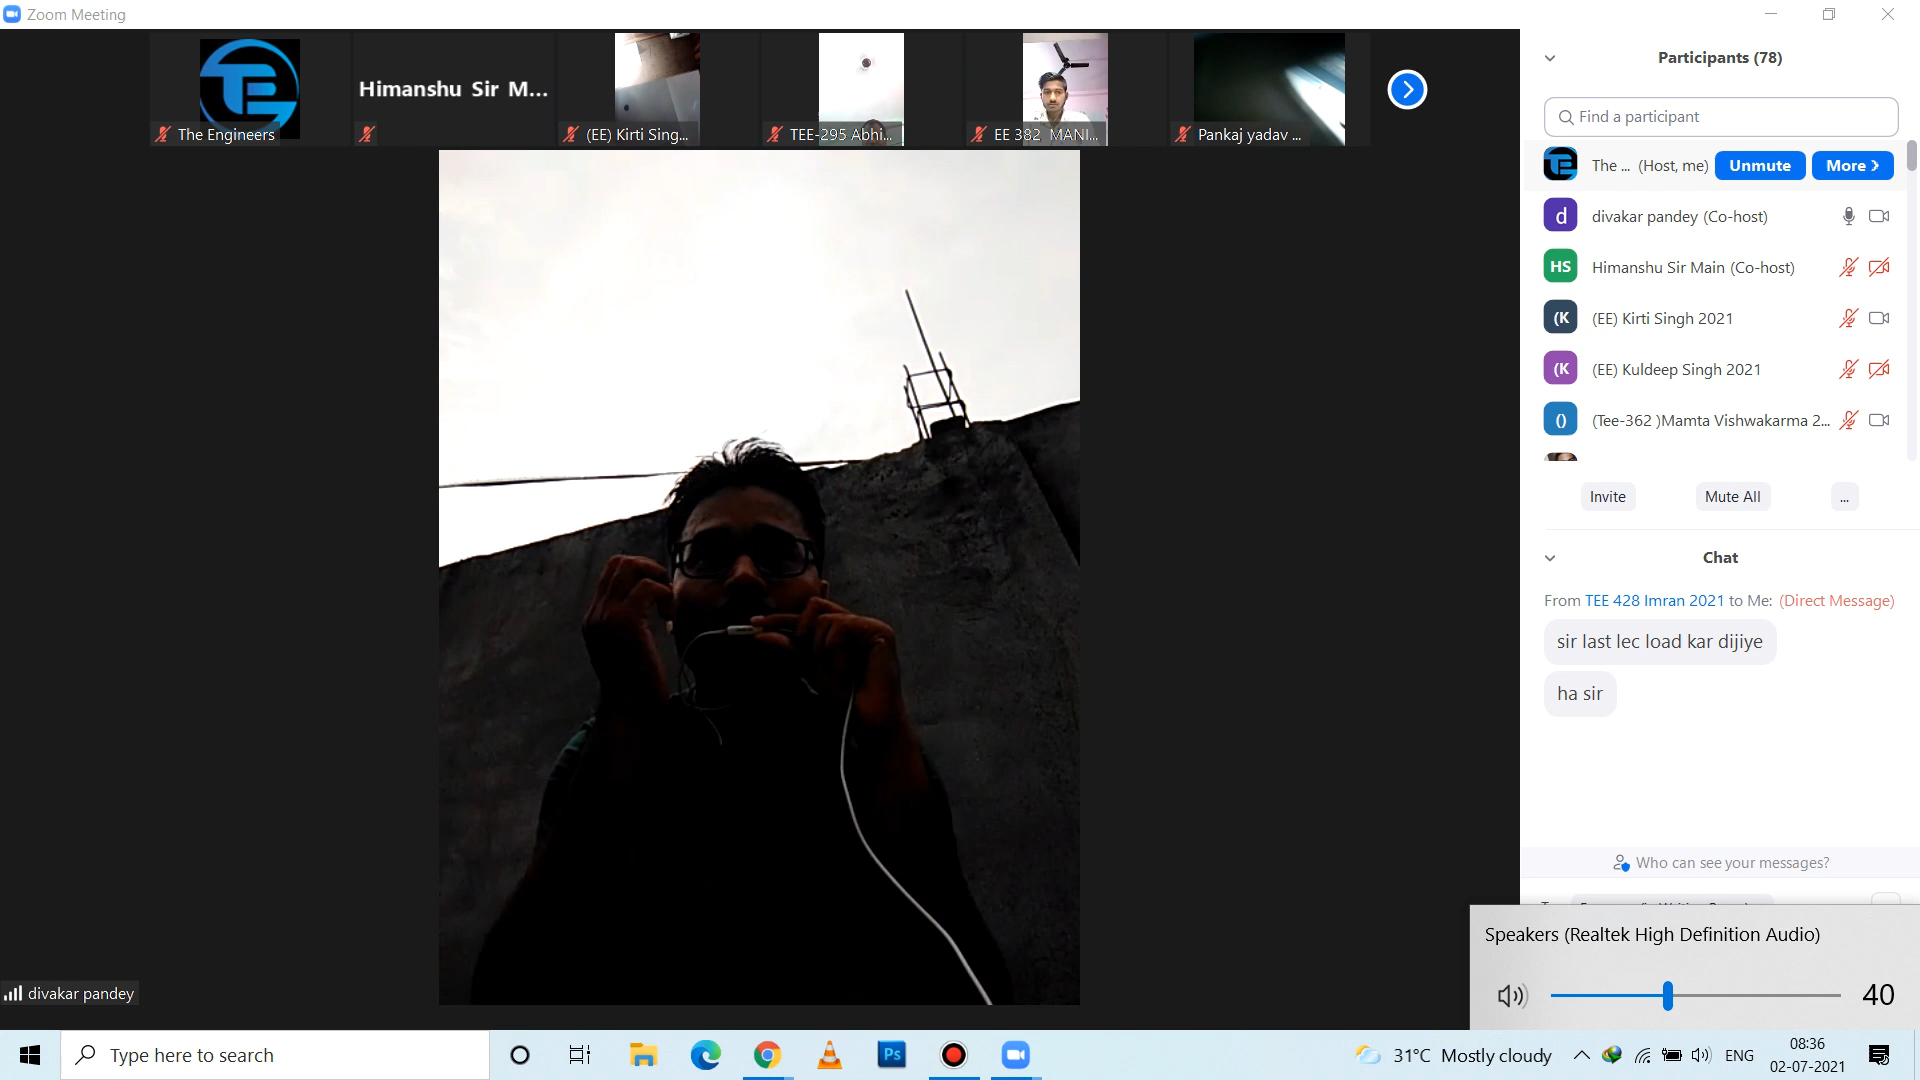 Zoom Meeting
The Engineers
Himanshu Sir M...
(EE) Kirti Sing...
TEE-295 Abhi...
EE 382 MANI...
Pankaj yadav ...
divakar pandey
Participants (78)
Find a participant
The ... (Host, me) Unmute More
d divakar pandey (Co-host)
HS Himanshu Sir Main (Co-host)
(K (EE) Kirti Singh 2021
(K (EE) Kuldeep Singh 2021
() (Tee-362 )Mamta Vishwakarma 2...
Invite Mute All ...
Chat
From TEE 428 Imran 2021 to Me: (Direct Message)
sir last lec load kar dijiye
ha sir
Who can see your messages?
Speakers (Realtek High Definition Audio)
40
Type here to search
Ps
31°C Mostly cloudy
ENG
08:36
02-07-2021